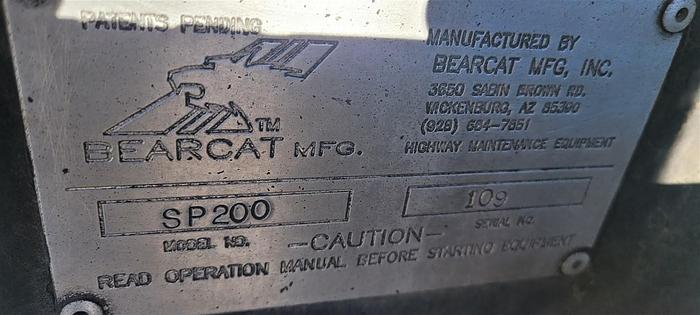 PATENTS PENDING
TM
BEARCAT MFG.
MANUFACTURED BY
BEARCAT MFG, INC.
3650 SABIN BROWN RD.
WICKENBURG, AZ 85390
(928) 684-7851
HIGHWAY MAINTENANCE EQUIPMENT
SP200
MODEL NO.
109
SERIAL NO.
-CAUTION-
READ OPERATION MANUAL BEFORE STARTING EQUIPMENT